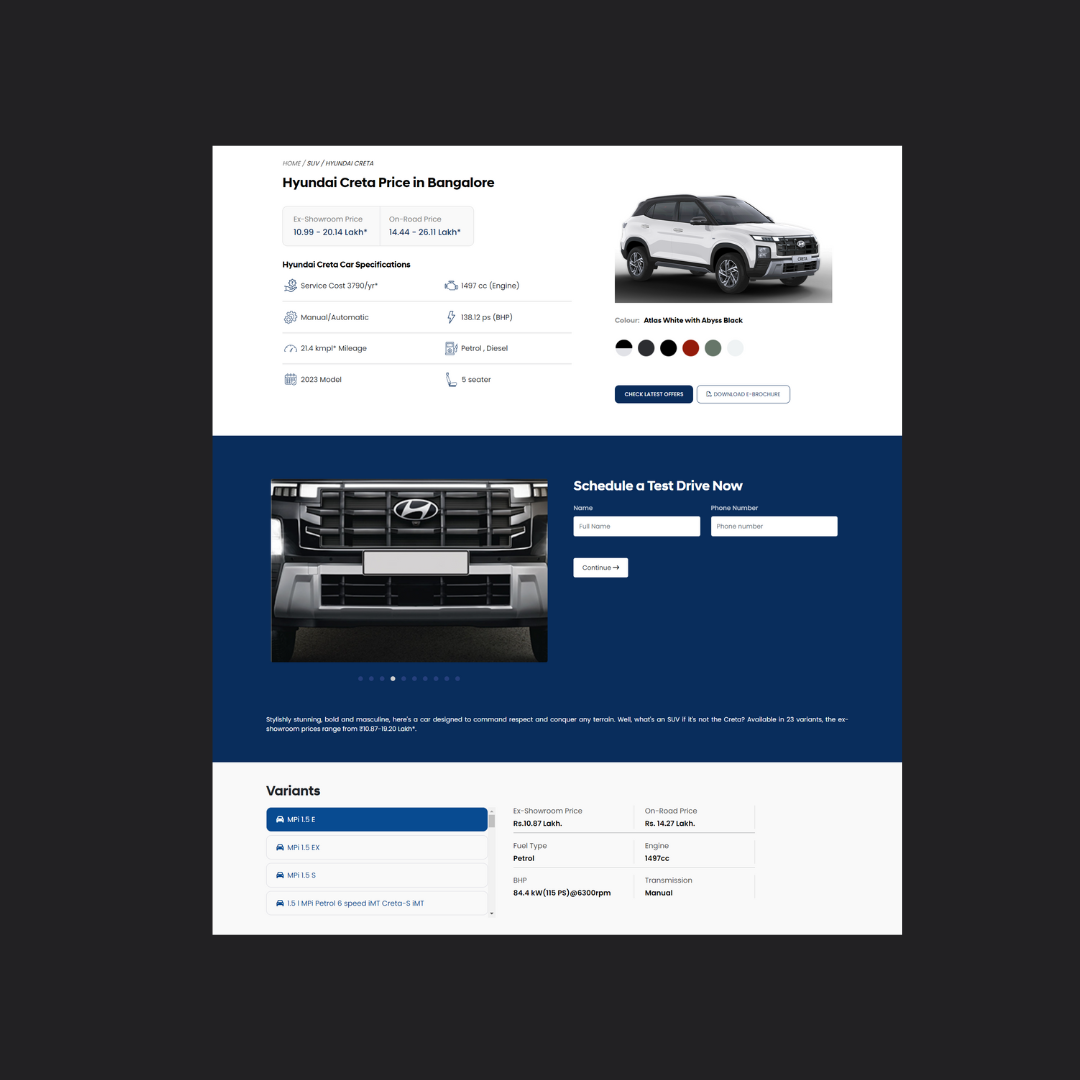 HOME / SUV / HYUNDAI CRETA
Hyundai Creta Price in Bangalore
Ex-Showroom Price
10.99 - 20.14 Lakh*
On-Road Price
14.44 - 26.11 Lakh*
Hyundai Creta Car Specifications
Service Cost 3790/yr*
1497 cc (Engine)
Manual/Automatic
138.12 ps (BHP)
21.4 kmpl* Mileage
Petrol , Diesel
2023 Model
5 seater
CRETA
Colour: Atlas White with Abyss Black
CHECK LATEST OFFERS
DOWNLOAD E-BROCHURE
Schedule a Test Drive Now
Name
Phone Number
Full Name
Phone number
Continue →
Stylishly stunning, bold and masculine, here's a car designed to command respect and conquer any terrain. Well, what's an SUV if it's not the Creta? Available in 23 variants, the ex-
showroom prices range from ₹10.87-19.20 Lakh*.
Variants
MPi 1.5 E
MPi 1.5 EX
MPi 1.5 S
1.5 l MPi Petrol 6 speed iMT Creta-S iMT
Ex-Showroom Price
Rs.10.87 Lakh.
On-Road Price
Rs. 14.27 Lakh.
Fuel Type
Petrol
Engine
1497cc
BHP
84.4 kW(115 PS)@6300rpm
Transmission
Manual